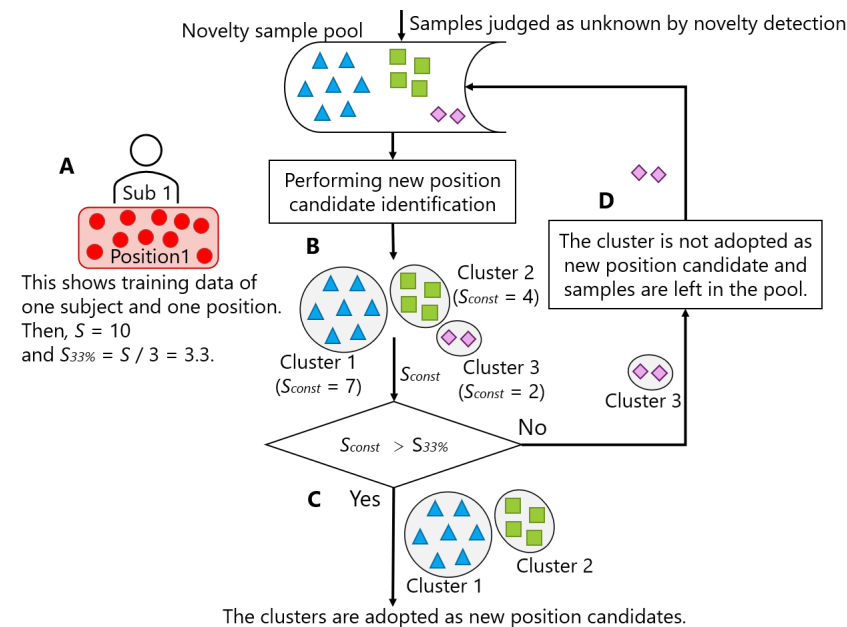 Samples judged as unknown by novelty detection
Novelty sample pool
A
Sub 1
Position1
This shows training data of
one subject and one position.
Then, S = 10
and S33% = S / 3 = 3.3.
Performing new position
candidate identification
B
Cluster 2
(Sconst = 4)
Cluster 1
(Sconst = 7)
Cluster 3
(Sconst = 2)
Sconst
D
The cluster is not adopted as
new position candidate and
samples are left in the pool.
Cluster 3
Sconst > S33%
No
C
Yes
Cluster 1
Cluster 2
The clusters are adopted as new position candidates.